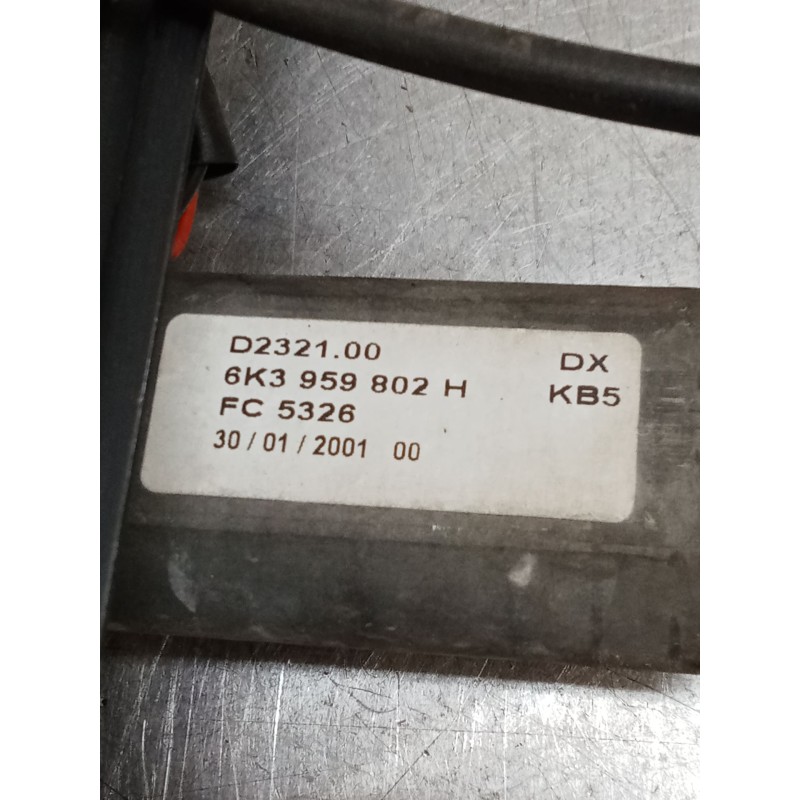 D2321.00 DX
6K3 959 802 H KB5
FC 5326
30 / 01 / 2001 00